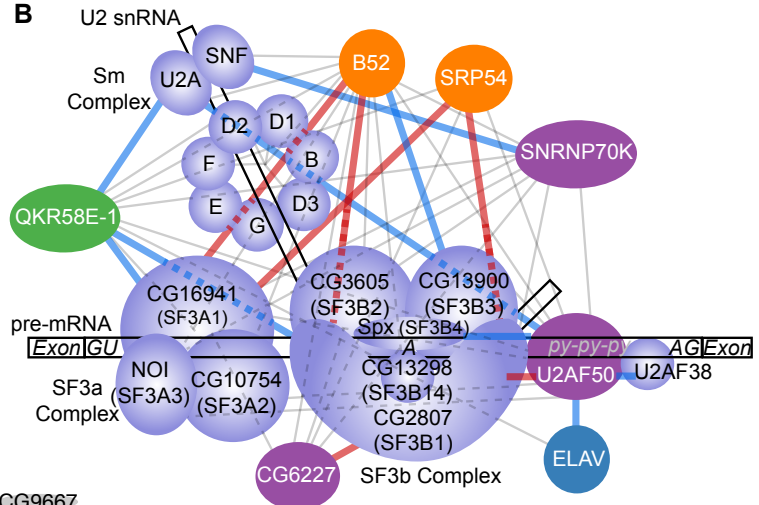 B
U2 snRNA
SNF
B52
SRP54
U2A
Sm
Complex
D2
D1
F
B
SNRNP70K
E
G
D3
QKR58E-1
CG16941
(SF3A1)
CG3605
(SF3B2)
CG13900
(SF3B3)
pre-mRNA
Spx (SF3B4)
Exon GU
A
py-py-py
AG Exon
NOI
(SF3A3)
CG10754
(SF3A2)
CG13298
(SF3B14)
U2AF50
U2AF38
SF3a
Complex
CG2807
(SF3B1)
CG6227
SF3b Complex
ELAV
CG9667